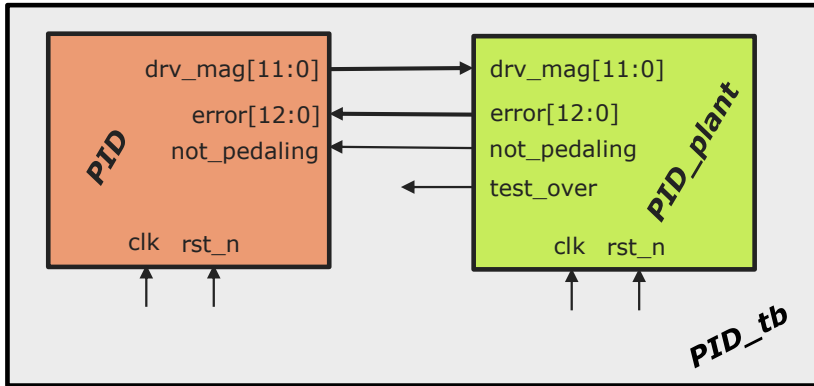 drv_mag[11:0]
error[12:0]
not_pedaling
PID
clk rst_n
drv_mag[11:0]
error[12:0]
not_pedaling
test_over
PID_plant
clk rst_n
PID_tb